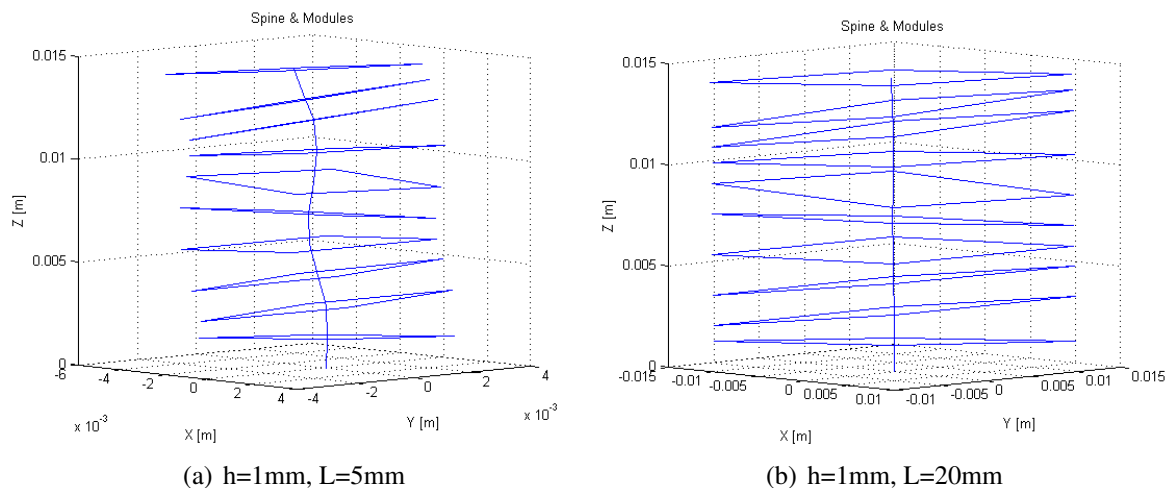 Spine & Modules
0.015
0.01
0.005
0
Z [m]
-6
-4
-2
0
2
4
x 10^-3
X [m]
-4
-2
0
2
4
x 10^-3
Y [m]
(a) h=1mm, L=5mm
Spine & Modules
0.015
0.01
0.005
0
Z [m]
-0.015
-0.01
-0.005
0
0.005
0.01
X [m]
-0.01
-0.005
0
0.005
0.01
0.015
Y [m]
(b) h=1mm, L=20mm